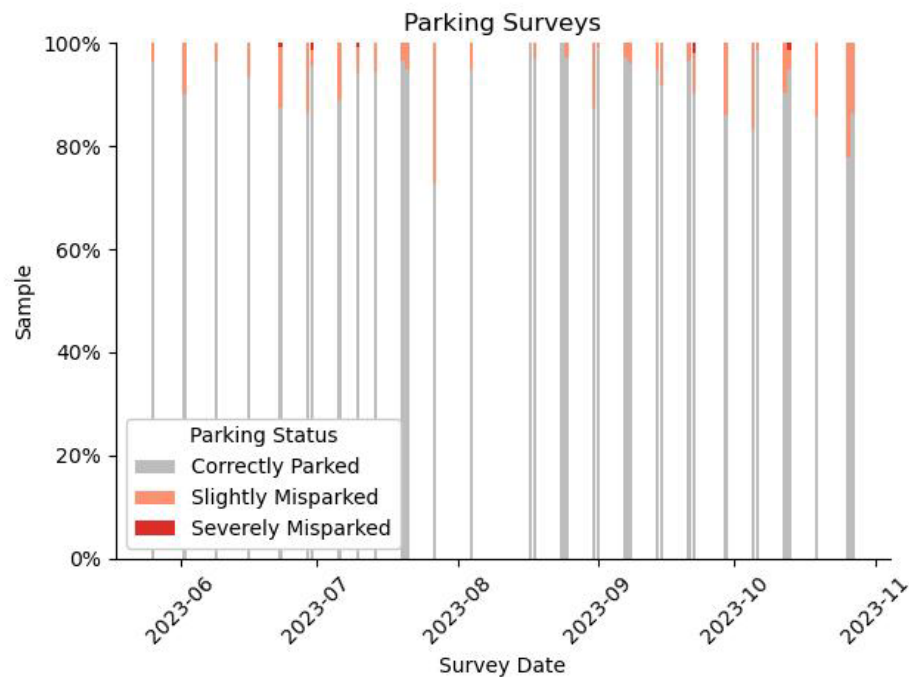 Parking Surveys
100%
80%
60%
40%
20%
0%
Sample
Parking Status
Correctly Parked
Slightly Misparked
Severely Misparked
2023-06
2023-07
2023-08
2023-09
2023-10
2023-11
Survey Date